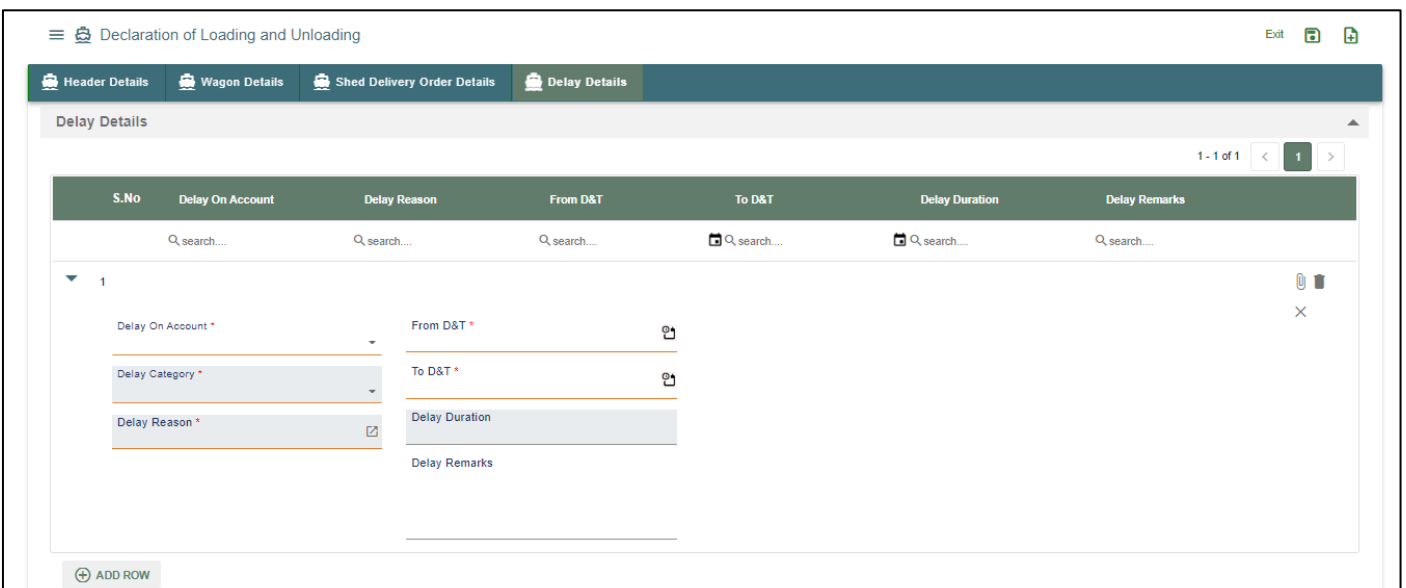 Declaration of Loading and Unloading Exit
Header Details Wagon Details Shed Delivery Order Details Delay Details
Delay Details
1 - 1 of 1 < 1 >
S.No Delay On Account Delay Reason From D&T To D&T Delay Duration Delay Remarks
search.... search.... search.... search.... search.... search....
1
Delay On Account * From D&T *
Delay Category * To D&T *
Delay Reason * Delay Duration
Delay Remarks
ADD ROW